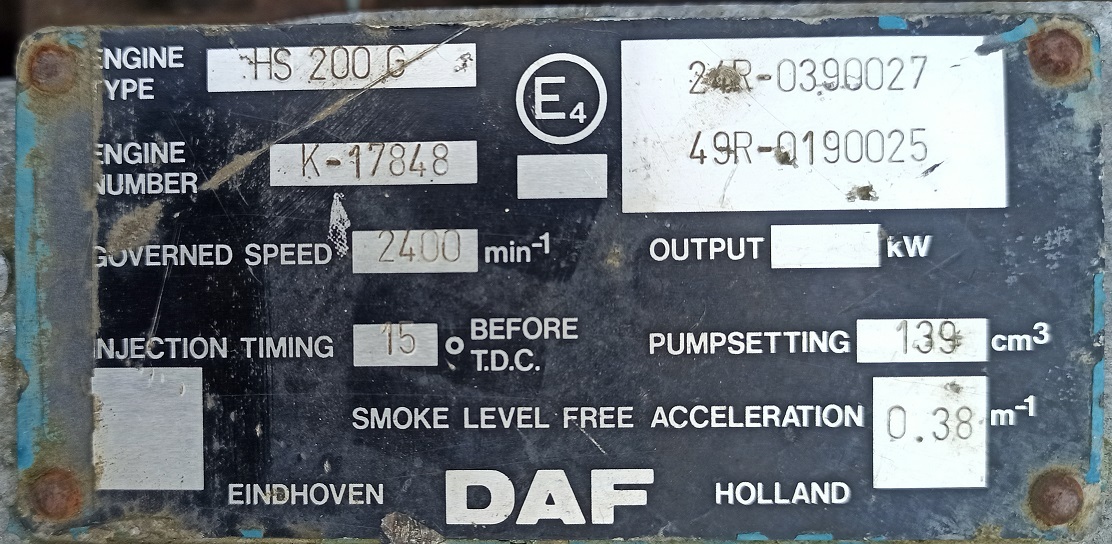 ENGINE TYPE HS 200 G
E4
24R-0390027
49R-0190025
ENGINE NUMBER K-17848
GOVERNED SPEED 2400 min-1
OUTPUT kW
INJECTION TIMING 15 ° BEFORE T.D.C.
PUMPSETTING 139 cm3
SMOKE LEVEL FREE ACCELERATION 0.38 m-1
EINDHOVEN DAF HOLLAND